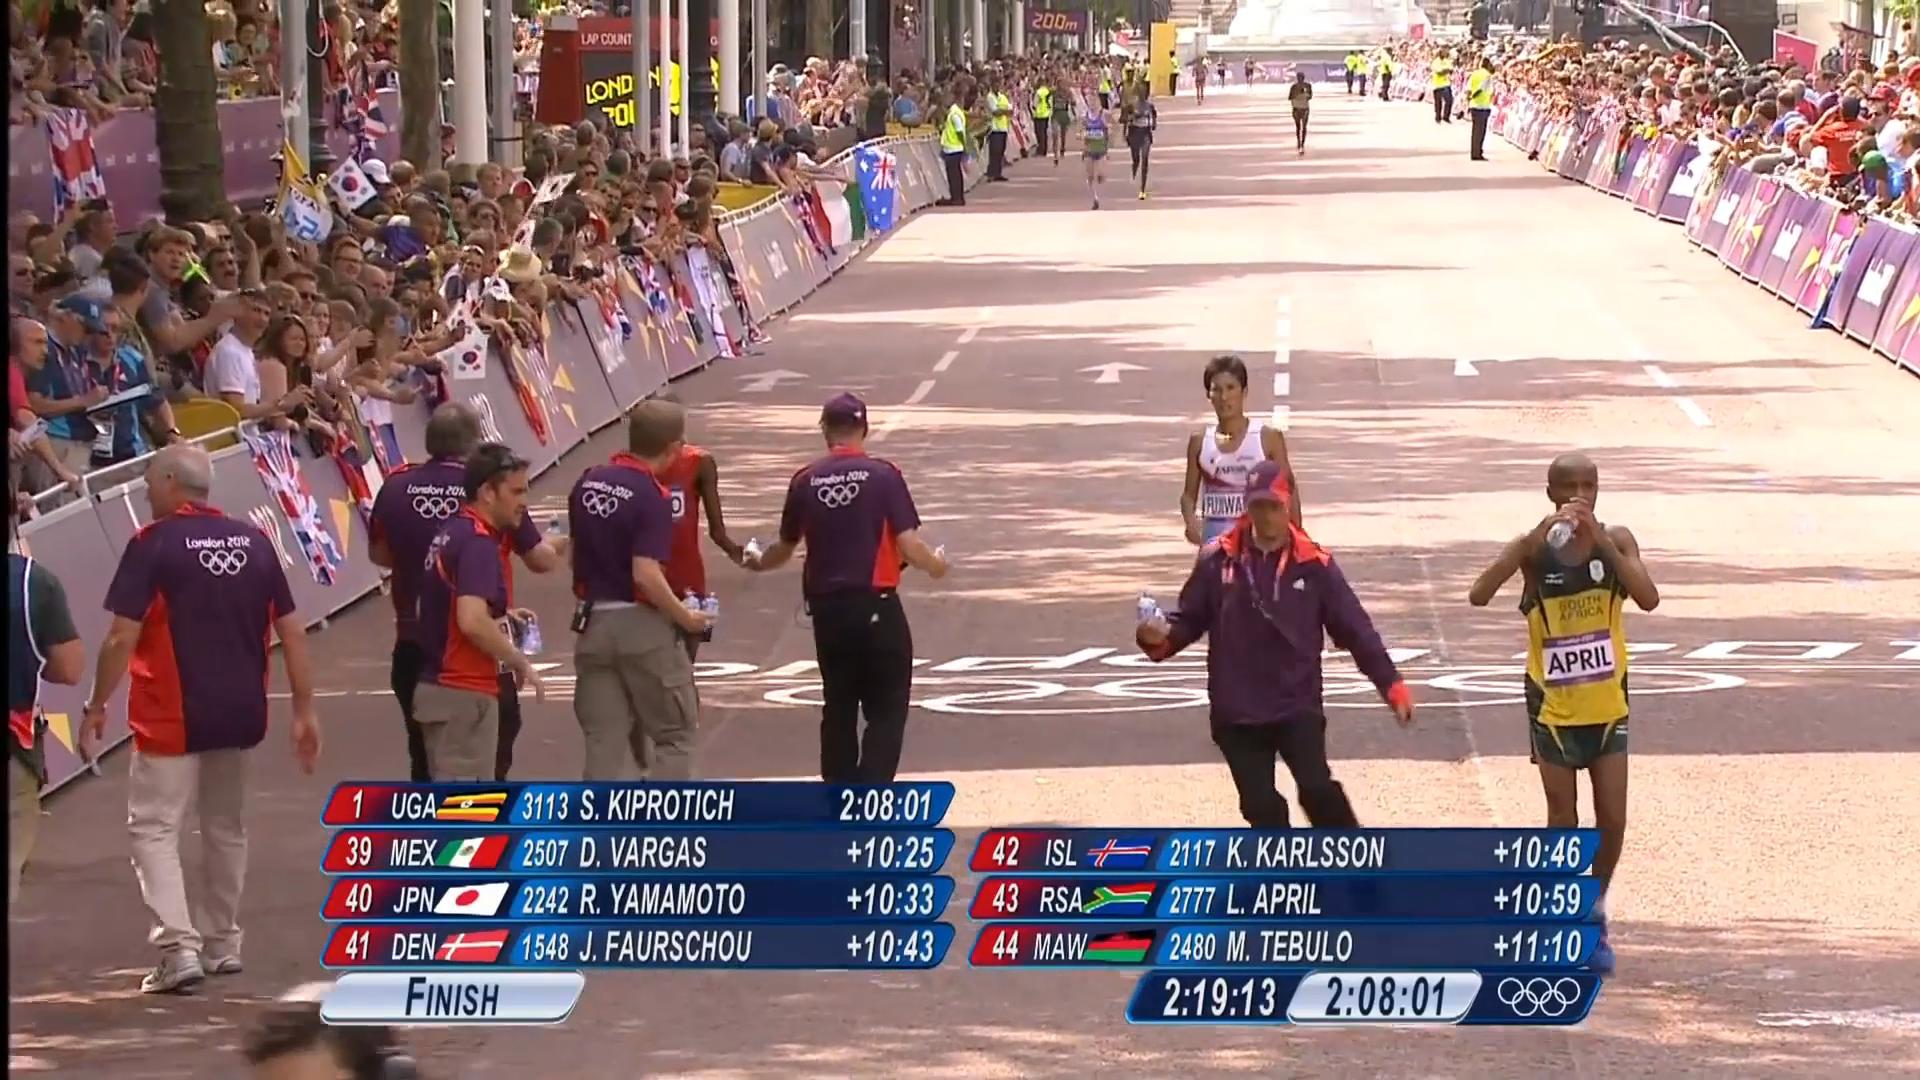 200m
LAP COUNT
LONDON
London 2012
London 2012
London 2012
London 2012
SOUTH
AFRICA
APRIL
1 UGA 3113 S. KIPROTICH 2:08:01
39 MEX 2507 D. VARGAS +10:25
40 JPN 2242 R. YAMAMOTO +10:33
41 DEN 1548 J. FAURSCHOU +10:43
42 ISL 2117 K. KARLSSON +10:46
43 RSA 2777 L. APRIL +10:59
44 MAW 2480 M. TEBULO +11:10
FINISH
2:19:13 2:08:01